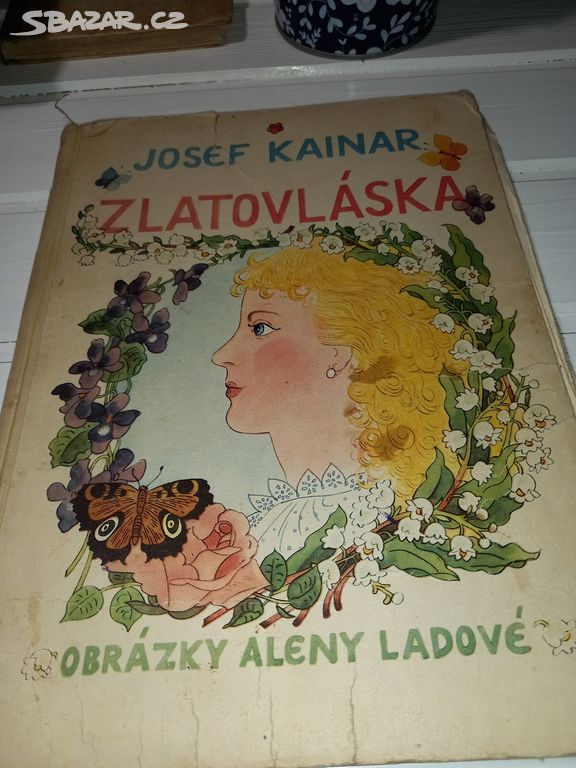 SBAZAR.CZ
JOSEF KAINAR
ZLATOVLÁSKA
OBRÁZKY ALENY LADOVÉ